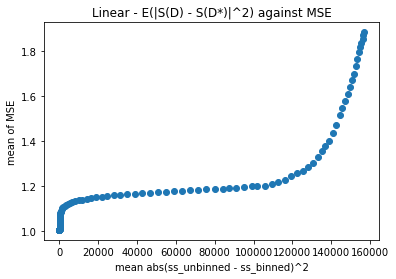 Linear - E(|S(D) - S(D*)|^2) against MSE
1.8
1.6
1.4
1.2
1.0
mean of MSE
0 20000 40000 60000 80000 100000 120000 140000 160000
mean abs(ss_unbinned - ss_binned)^2